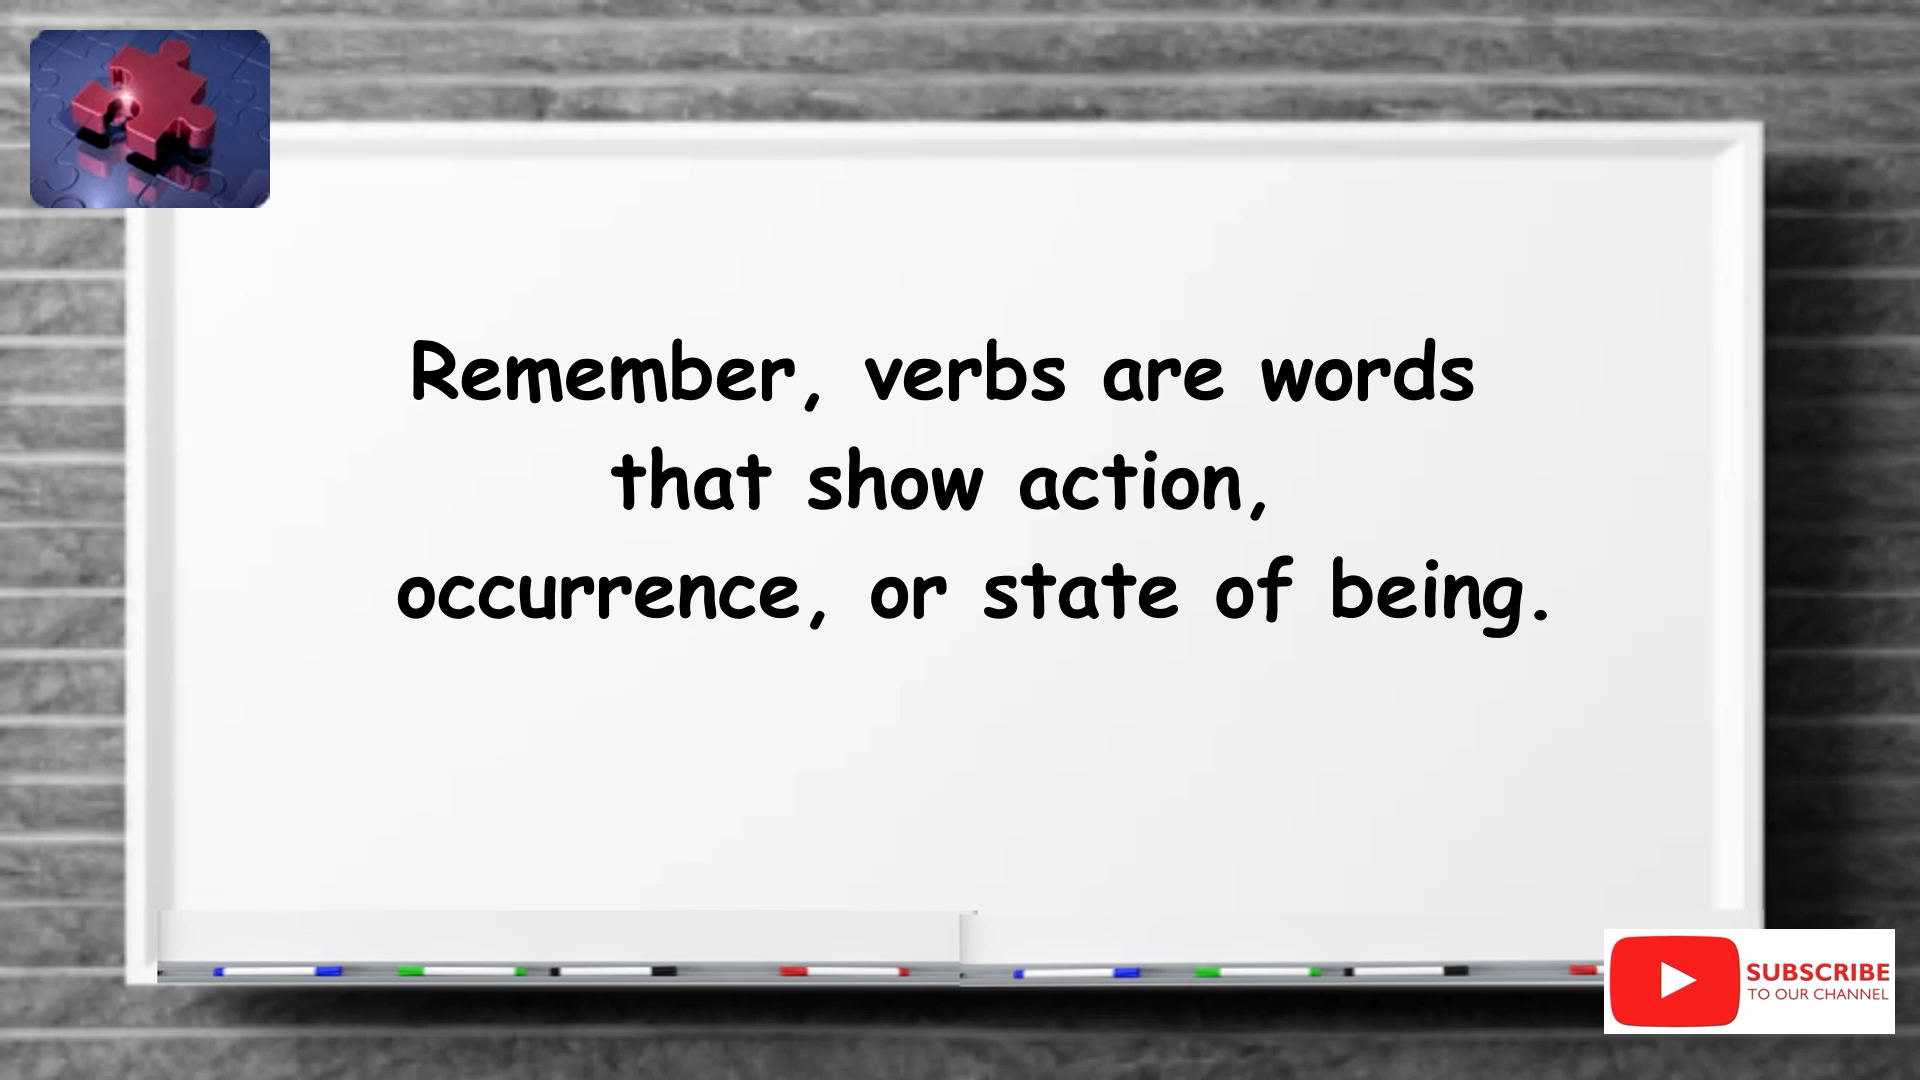 Remember, verbs are words
that show action,
occurrence, or state of being.
SUBSCRIBE
TO OUR CHANNEL